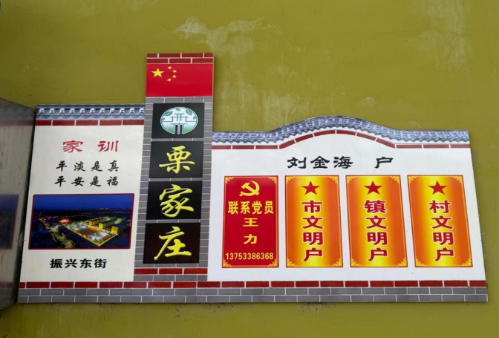 家训
平淡是真
平安是福
振兴东街
栗家庄
刘金海 户
联系党员
王力
13753386368
市文明户
镇文明户
村文明户